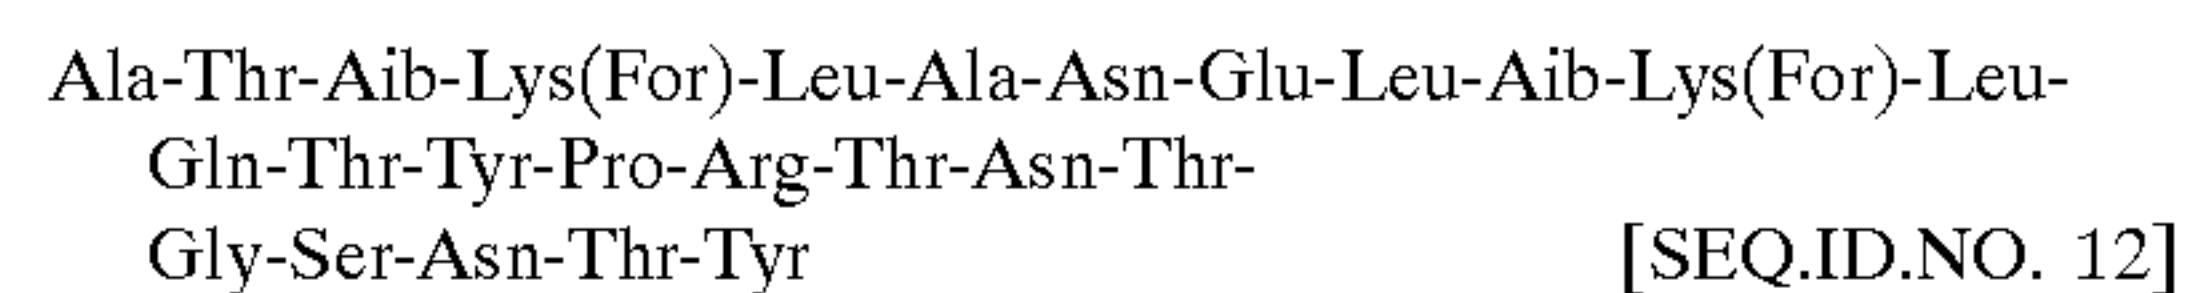 Ala-Thr-Aib-Lys(For)-Leu-Ala-Asn-Glu-Leu-Aib-Lys(For)-Leu-
Gln-Thr-Tyr-Pro-Arg-Thr-Asn-Thr-
Gly-Ser-Asn-Thr-Tyr [SEQ.ID.NO. 12]